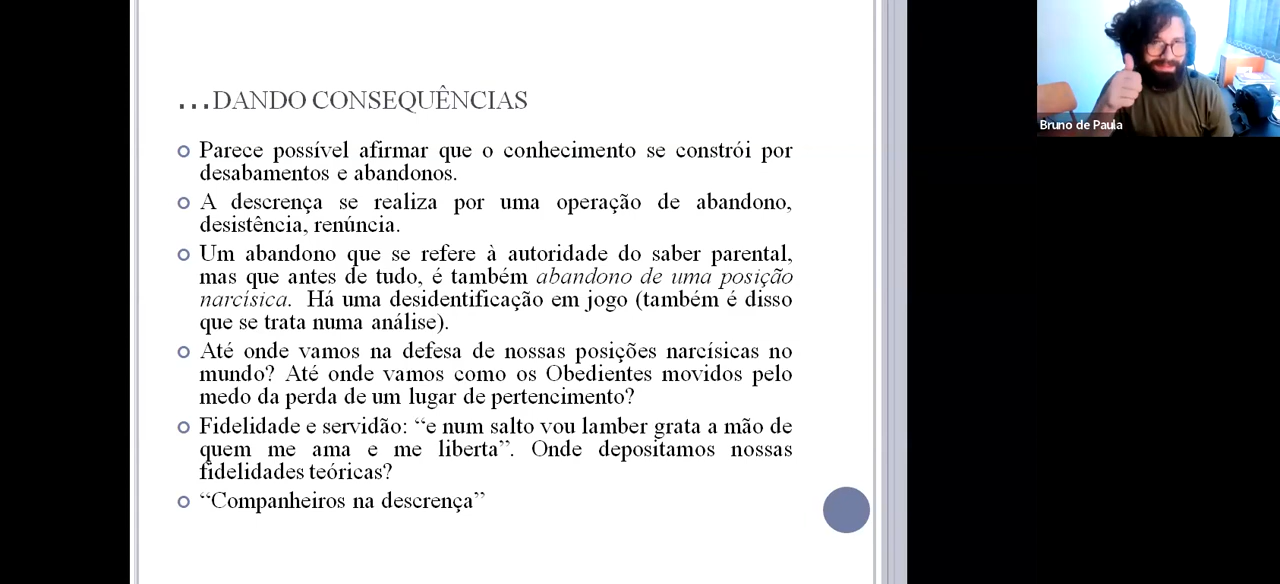 ...DANDO CONSEQUÊNCIAS
Parece possível afirmar que o conhecimento se constrói por
desabamentos e abandonos.
A descrença se realiza por uma operação de abandono,
desistência, renúncia.
Um abandono que se refere à autoridade do saber parental,
mas que antes de tudo, é também abandono de uma posição
narcísica. Há uma desidentificação em jogo (também é disso
que se trata numa análise).
Até onde vamos na defesa de nossas posições narcísicas no
mundo? Até onde vamos como os Obedientes movidos pelo
medo da perda de um lugar de pertencimento?
Fidelidade e servidão: “e num salto vou lamber grata a mão de
quem me ama e me liberta”. Onde depositamos nossas
fidelidades teóricas?
“Companheiros na descrença”
Bruno de Paula